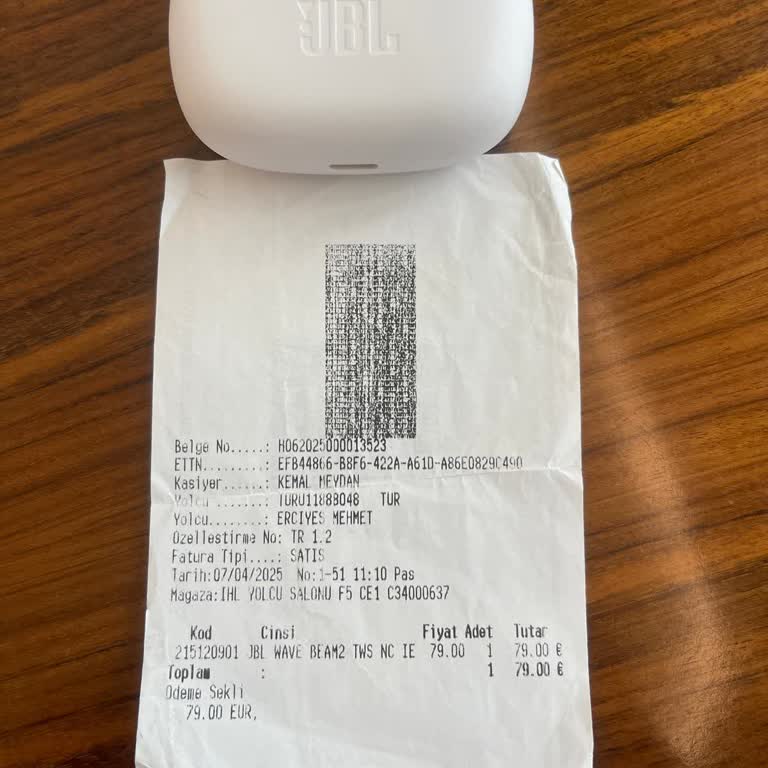 JBL
Belge No.....: H062025000013523
ETTN.........: EFB44866-B8F6-422A-A61D-A86E0829C490
Kasiyer......: KEMAL MEYDAN
Yolcu .......: TURU11888048 TUR
Yolcu........: ERCIYES MEHMET
Ozellestirme No: TR 1.2
Fatura Tipi....: SATIS
Tarih:07/04/2025 No:1-51 11:10 Pas
Magaza:IHL YOLCU SALONU F5 CE1 C34000637
Kod Cinsi Fiyat Adet Tutar
215120901 JBL WAVE BEAM2 TWS NC IE 79.00 1 79.00 €
Toplam : 1 79.00 €
Odeme Sekli
79.00 EUR,